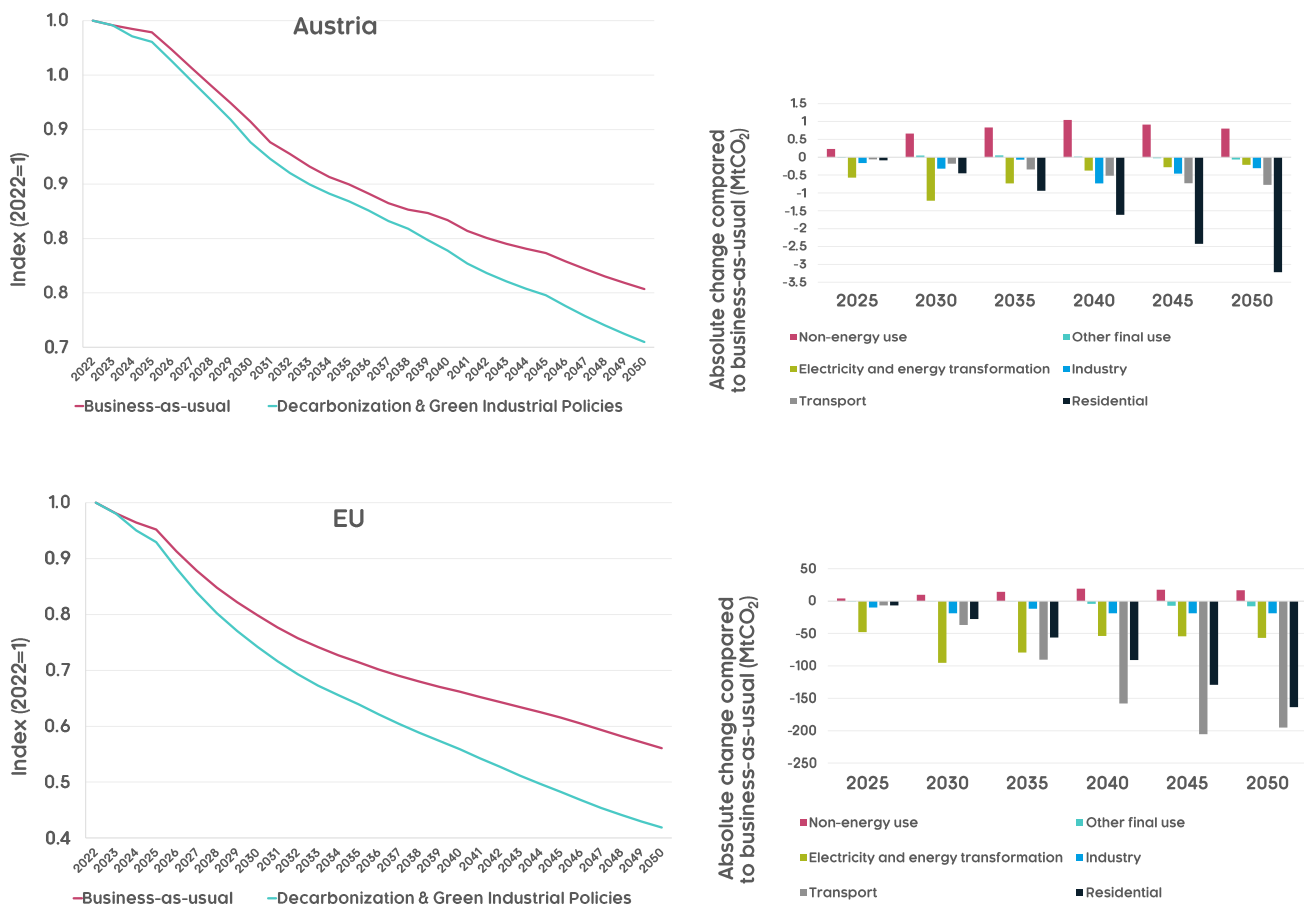 Austria
Index (2022=1)
1.0
1.0
0.9
0.9
0.8
0.8
0.7
2022 2023 2024 2025 2026 2027 2028 2029 2030 2031 2032 2033 2034 2035 2036 2037 2038 2039 2040 2041 2042 2043 2044 2045 2046 2047 2048 2049 2050
Business-as-usual Decarbonization & Green Industrial Policies
Absolute change compared
to business-as-usual (MtCO₂)
1.5
1
0.5
0
-0.5
-1
-1.5
-2
-2.5
-3
-3.5
2025 2030 2035 2040 2045 2050
Non-energy use Other final use
Electricity and energy transformation Industry
Transport Residential
EU
Index (2022=1)
1.0
0.9
0.8
0.7
0.6
0.5
0.4
2022 2023 2024 2025 2026 2027 2028 2029 2030 2031 2032 2033 2034 2035 2036 2037 2038 2039 2040 2041 2042 2043 2044 2045 2046 2047 2048 2049 2050
Business-as-usual Decarbonization & Green Industrial Policies
Absolute change compared
to business-as-usual (MtCO₂)
50
0
-50
-100
-150
-200
-250
2025 2030 2035 2040 2045 2050
Non-energy use Other final use
Electricity and energy transformation Industry
Transport Residential